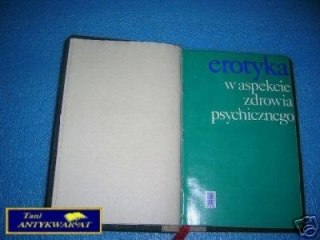 erotyka
w aspekcie
zdrowia
psychicznego
Tani
ANTYKWARIAT